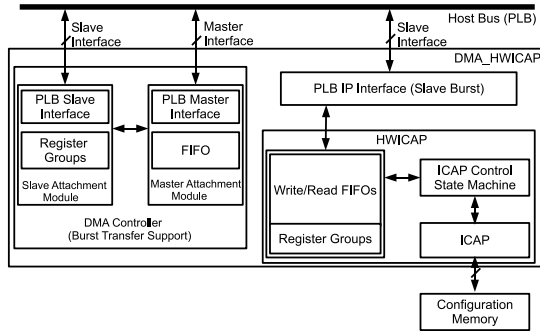 Host Bus (PLB)
Slave
Interface
Master
Interface
Slave
Interface
DMA_HWICAP
PLB Slave
Interface
Register
Groups
Slave Attachment
Module
PLB Master
Interface
FIFO
Master Attachment
Module
DMA Controller
(Burst Transfer Support)
PLB IP Interface (Slave Burst)
HWICAP
Write/Read FIFOs
Register Groups
ICAP Control
State Machine
ICAP
Configuration
Memory